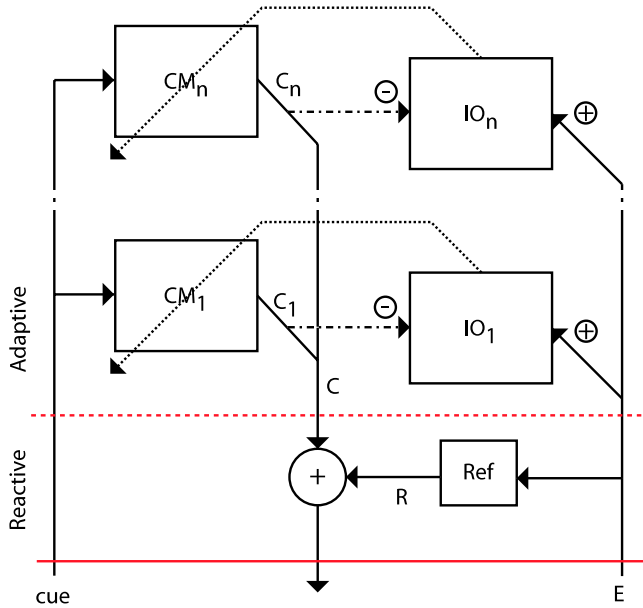 CMₙ
Cₙ
⊖
IOₙ
⊕
Adaptive
CM₁
C₁
⊖
IO₁
⊕
C
Reactive
+
R
Ref
cue
E